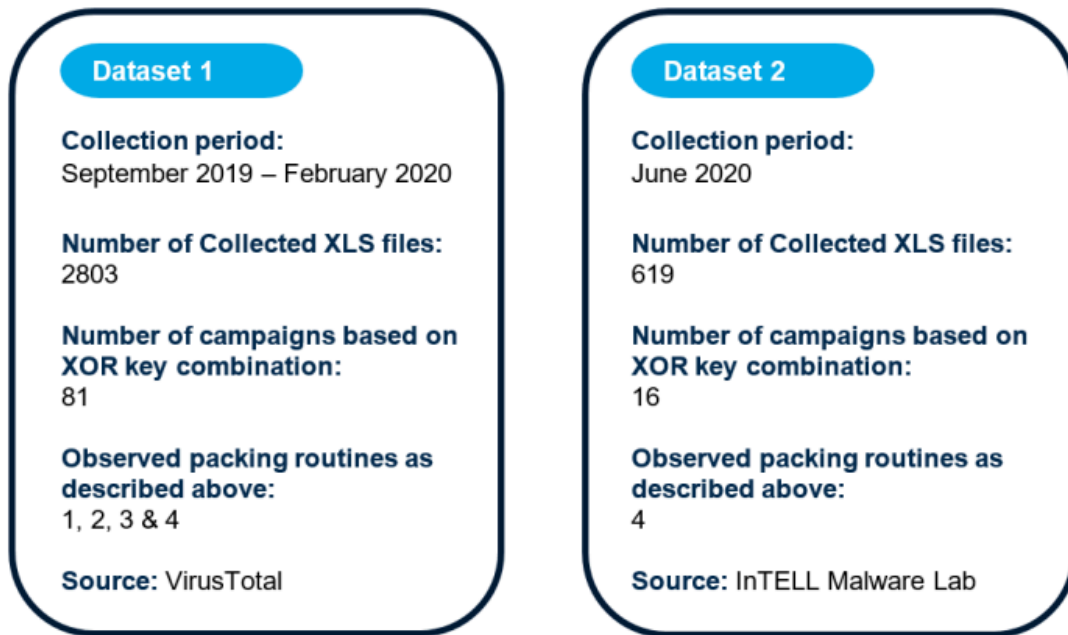 Dataset 1
Collection period:
September 2019 – February 2020
Number of Collected XLS files:
2803
Number of campaigns based on
XOR key combination:
81
Observed packing routines as
described above:
1, 2, 3 & 4
Source: VirusTotal
Dataset 2
Collection period:
June 2020
Number of Collected XLS files:
619
Number of campaigns based on
XOR key combination:
16
Observed packing routines as
described above:
4
Source: InTELL Malware Lab